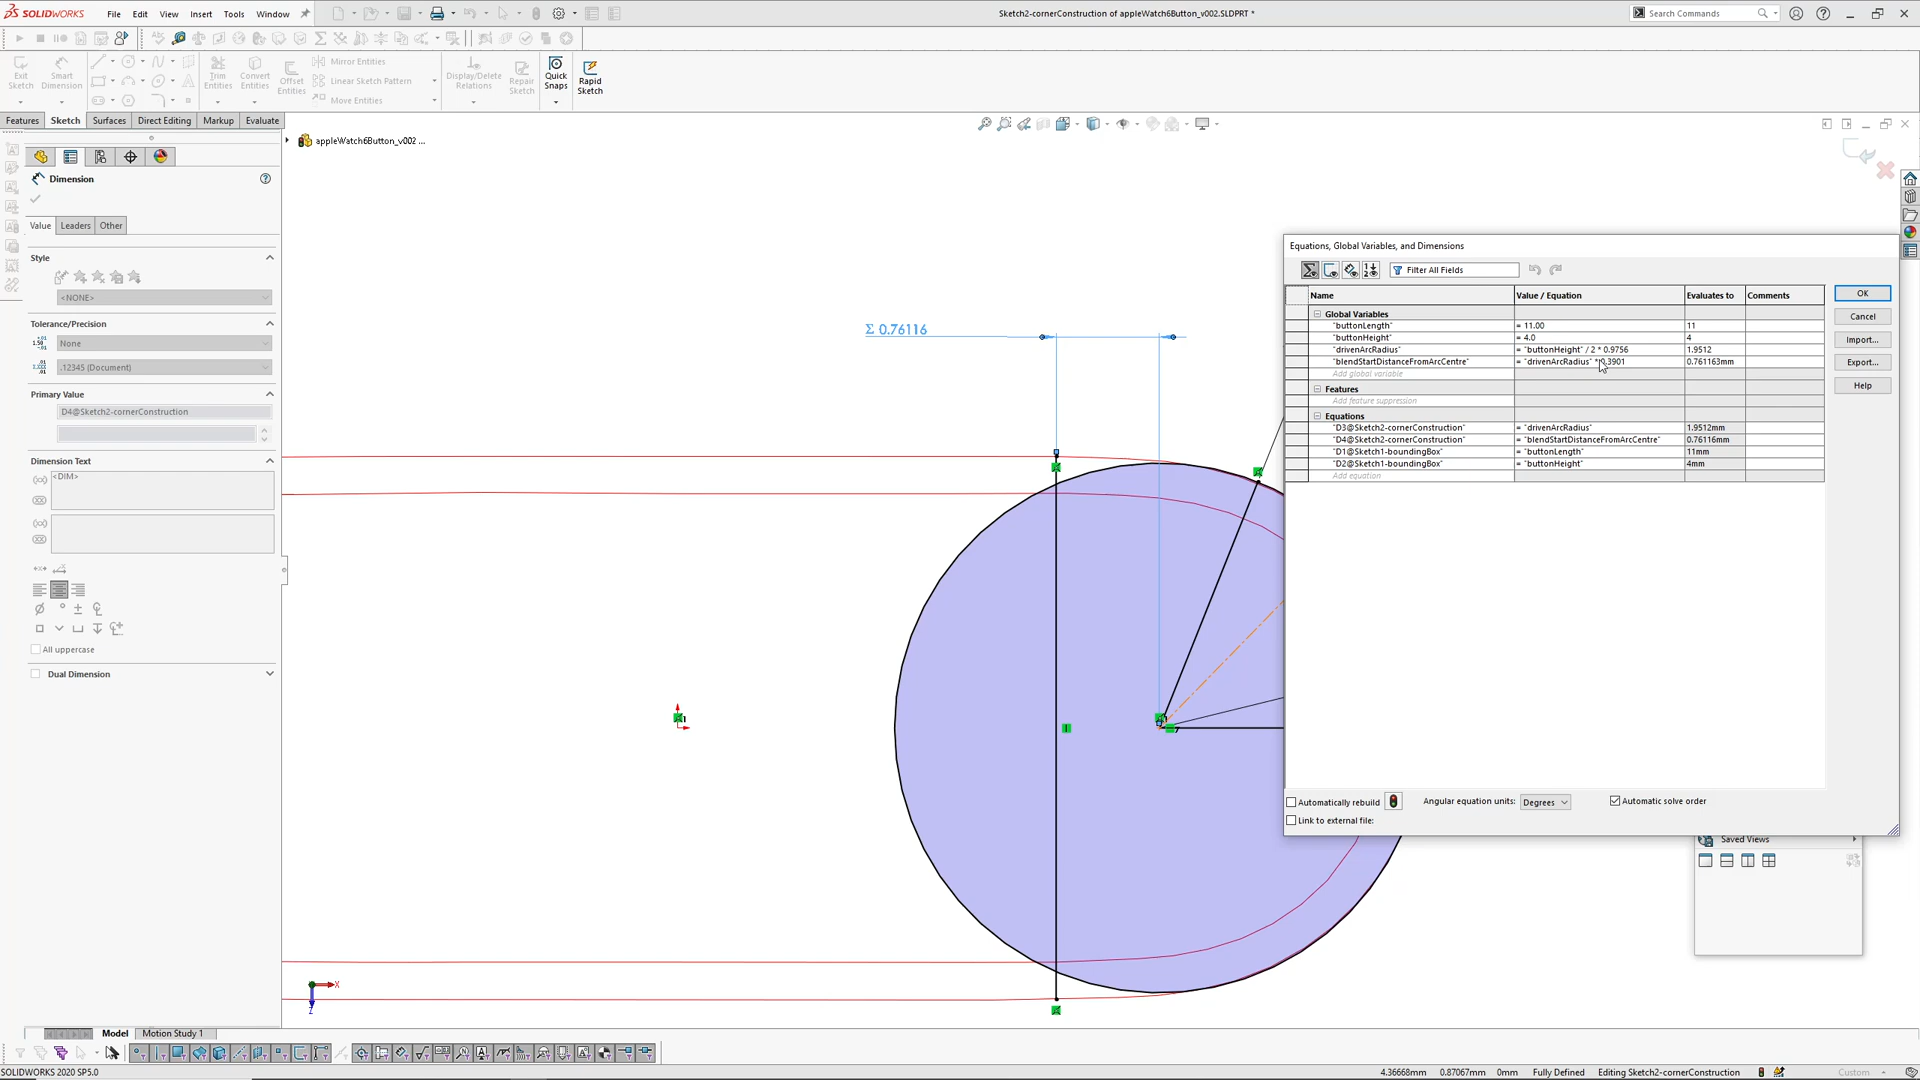 SOLIDWORKS File Edit View Insert Tools Window Sketch2-cornerConstruction of appleWatch6Button_v002.SLDPRT * Search Commands
Exit Sketch Smart Dimension Trim Entities Convert Entities Offset Entities Mirror Entities Linear Sketch Pattern Move Entities Display/Delete Relations Repair Sketch Quick Snaps Rapid Sketch
Features Sketch Surfaces Direct Editing Markup Evaluate
appleWatch6Button_v002 ...
Dimension
Value Leaders Other
Style
<NONE>
Tolerance/Precision
None
.12345 (Document)
Primary Value
D4@Sketch2-cornerConstruction
Dimension Text
<DIM>
All uppercase
Dual Dimension
Σ 0.76116
Equations, Global Variables, and Dimensions
Filter All Fields
Name Value / Equation Evaluates to Comments
Global Variables
"buttonLength" = 11.00 11
"buttonHeight" = 4.0 4
"drivenArcRadius" = "buttonHeight" / 2 * 0.9756 1.9512
"blendStartDistanceFromArcCentre" = "drivenArcRadius" * 0.3901 0.761163mm
Add global variable
Features
Add feature suppression
Equations
"D3@Sketch2-cornerConstruction" = "drivenArcRadius" 1.9512mm
"D4@Sketch2-cornerConstruction" = "blendStartDistanceFromArcCentre" 0.76116mm
"D1@Sketch1-boundingBox" = "buttonLength" 11mm
"D2@Sketch1-boundingBox" = "buttonHeight" 4mm
Add equation
OK
Cancel
Import...
Export...
Help
Automatically rebuild Angular equation units: Degrees Automatic solve order
Link to external file:
Saved Views
X
Z
Model Motion Study 1
SOLIDWORKS 2020 SP5.0 4.36668mm 0.87067mm 0mm Fully Defined Editing Sketch2-cornerConstruction Custom